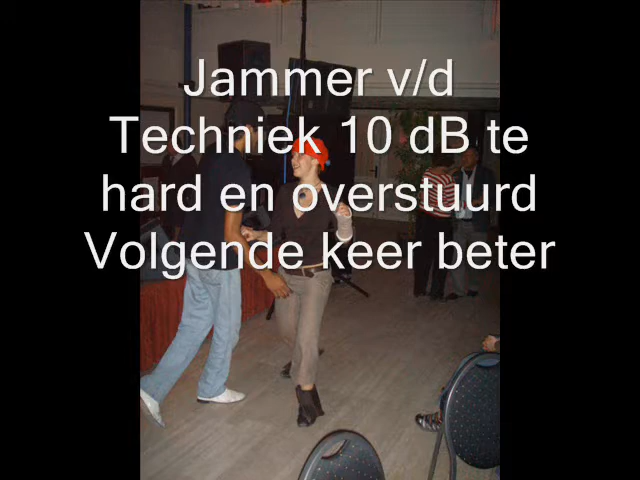 Jammer v/d
Techniek 10 dB te
hard en overstuurd
Volgende keer beter